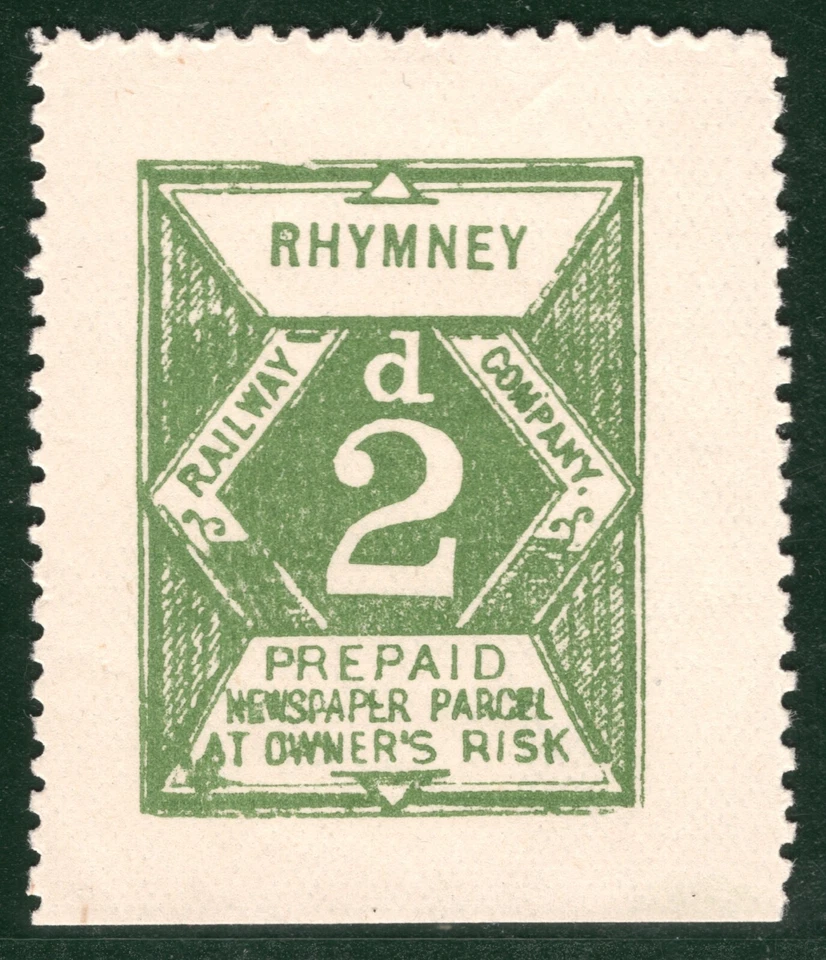 RHYMNEY
RAILWAY
COMPANY.
d
2
PREPAID
NEWSPAPER PARCEL
AT OWNER'S RISK